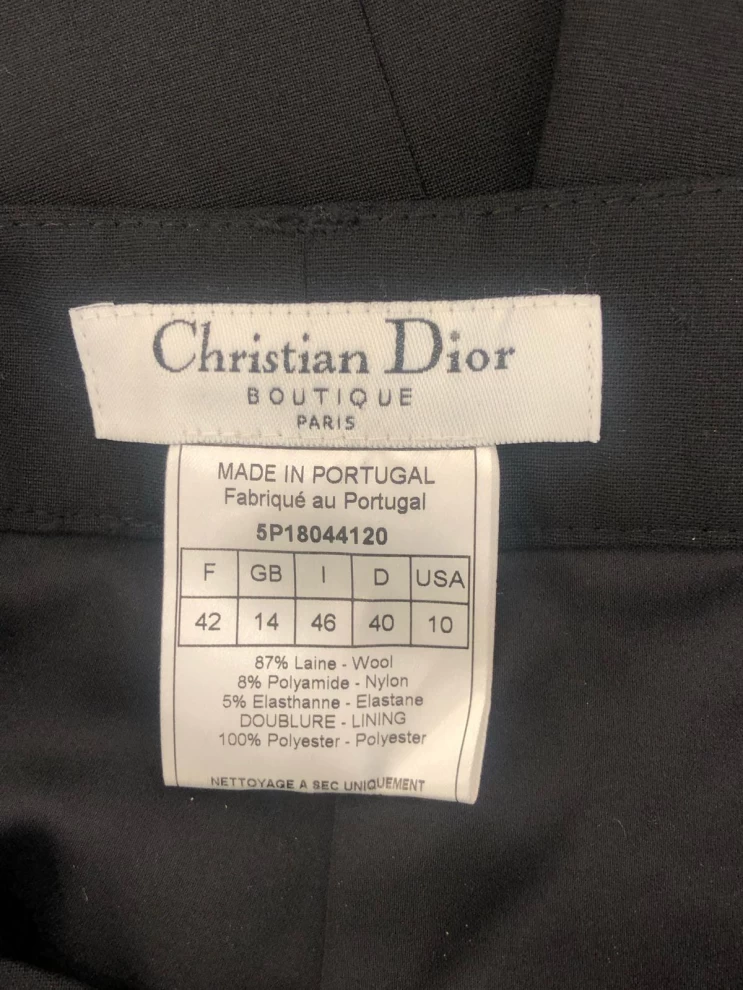 Christian Dior
BOUTIQUE
PARIS
MADE IN PORTUGAL
Fabriqué au Portugal
5P18044120
F GB I D USA
42 14 46 40 10
87% Laine - Wool
8% Polyamide - Nylon
5% Elasthanne - Elastane
DOUBLURE - LINING
100% Polyester - Polyester
NETTOYAGE A SEC UNIQUEMENT